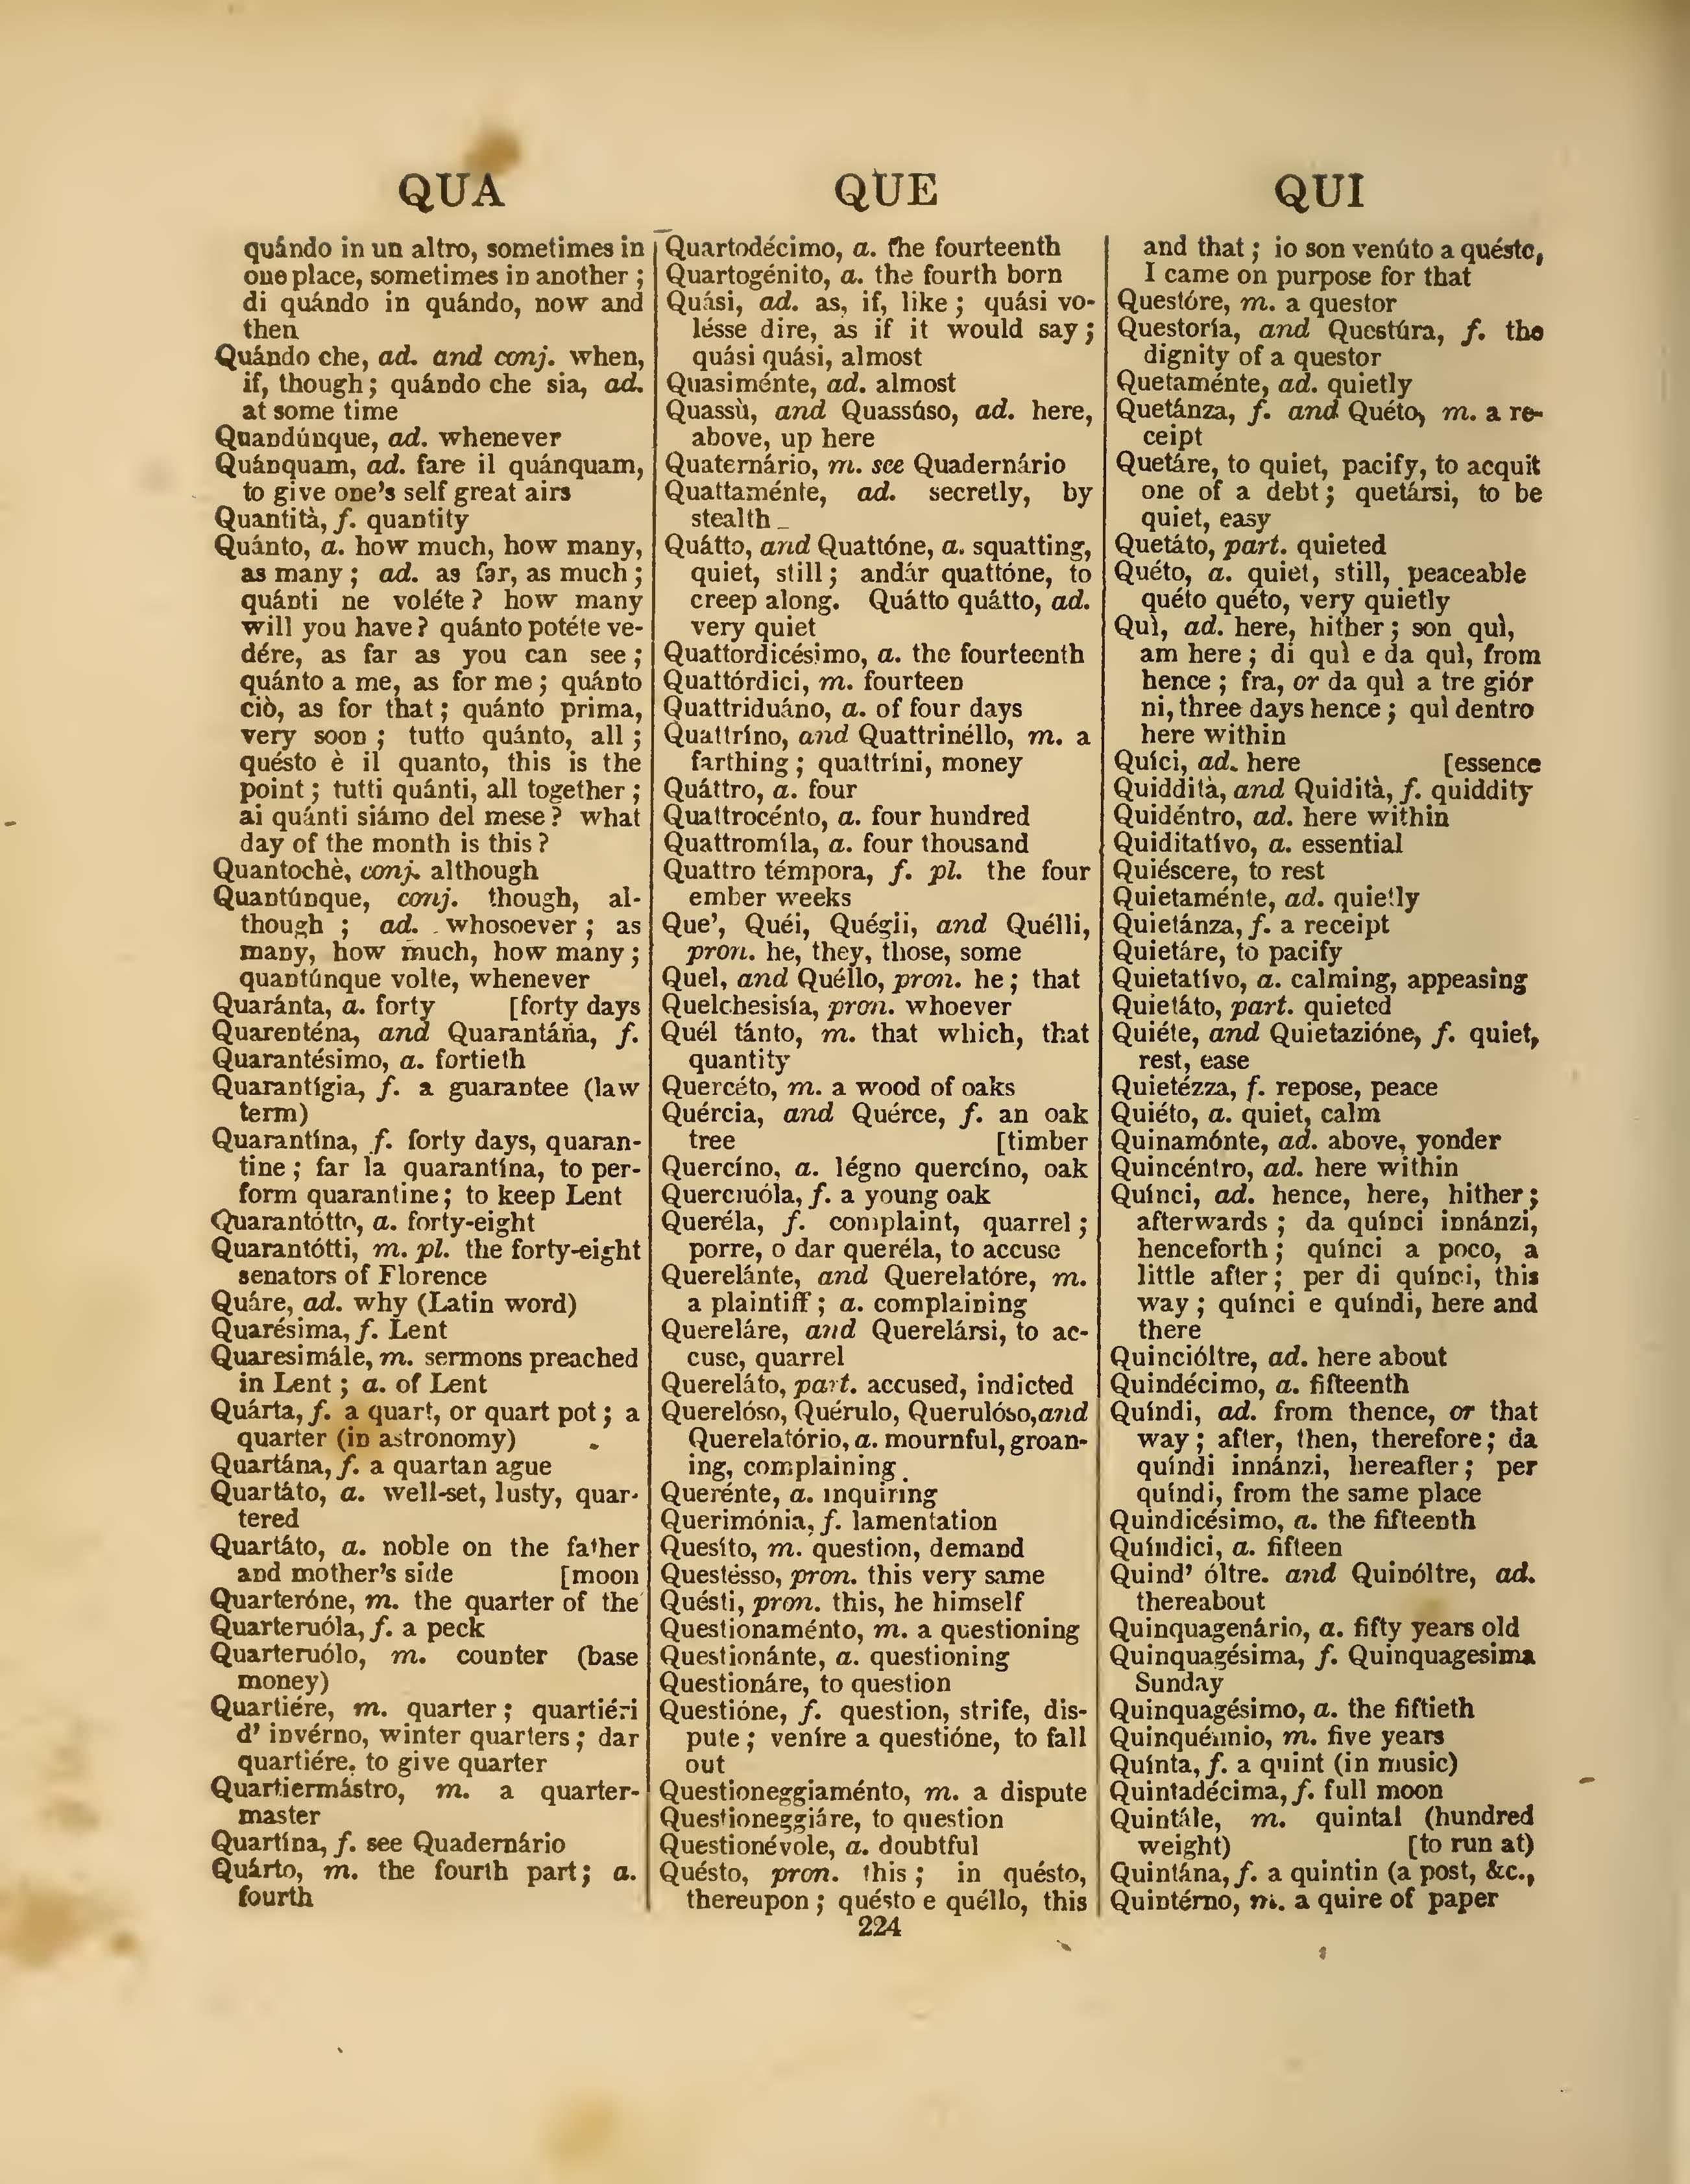 QUA
quándo in un altro, sometimes in
one place, sometimes in another ;
di quándo in quándo, now and
then
Quándo che, ad. and conj. when,
if, though ; quándo che sia, ad.
at some time
Quandúnque, ad. whenever
Quánquam, ad. fare il quánquam,
to give one's self great airs
Quantità, f. quantity
Quánto, a. how much, how many,
as many ; ad. as far, as much ;
quánti ne voléte ? how many
will you have ? quánto potéte ve-
dére, as far as you can see ;
quánto a me, as for me ; quánto
ciò, as for that ; quánto prima,
very soon ; tutto quánto, all ;
quésto è il quanto, this is the
point ; tutti quánti, all together ;
ai quánti siámo del mese ? what
day of the month is this ?
Quantochè, conj. although
Quantúnque, conj. though, al-
though ; ad. whosoever ; as
many, how much, how many ;
quantúnque volte, whenever
Quaránta, a. forty [forty days
Quarenténa, and Quarantána, f.
Quarantésimo, a. fortieth
Quarantígia, f. a guarantee (law
term)
Quarantína, f. forty days, quaran-
tine ; far la quarantína, to per-
form quarantine ; to keep Lent
Quarantótto, a. forty-eight
Quarantótti, m. pl. the forty-eight
senators of Florence
Quáre, ad. why (Latin word)
Quarésima, f. Lent
Quaresimále, m. sermons preached
in Lent ; a. of Lent
Quárta, f. a quart, or quart pot ; a
quarter (in astronomy)
Quartána, f. a quartan ague
Quartáto, a. well-set, lusty, quar-
tered
Quartáto, a. noble on the father
and mother's side [moon
Quarteróne, m. the quarter of the
Quarteruóla, f. a peck
Quarteruólo, m. counter (base
money)
Quartiére, m. quarter ; quartiéri
d' invérno, winter quarters ; dar
quartiére, to give quarter
Quartiermástro, m. a quarter-
master
Quartína, f. see Quadernário
Quárto, m. the fourth part ; a.
fourth
QUE
Quartodécimo, a. the fourteenth
Quartogénito, a. the fourth born
Quási, ad. as, if, like ; quási vo-
lésse dire, as if it would say ;
quási quási, almost
Quasiménte, ad. almost
Quassù, and Quassúso, ad. here,
above, up here
Quaternário, m. see Quadernário
Quattaménte, ad. secretly, by
stealth
Quátto, and Quattóne, a. squatting,
quiet, still ; andár quattóne, to
creep along. Quátto quátto, ad.
very quiet
Quattordicésimo, a. the fourteenth
Quattórdici, m. fourteen
Quattriduáno, a. of four days
Quattríno, and Quattrinéllo, m. a
farthing ; quattríni, money
Quáttro, a. four
Quattrocénto, a. four hundred
Quattromíla, a. four thousand
Quattro témpora, f. pl. the four
ember weeks
Que', Quéi, Quégli, and Quélli,
pron. he, they, those, some
Quel, and Quéllo, pron. he ; that
Quelchesisía, pron. whoever
Quél tánto, m. that which, that
quantity
Quercéto, m. a wood of oaks
Quércia, and Quérce, f. an oak
tree [timber
Quercíno, a. légno quercíno, oak
Querciuóla, f. a young oak
Queréla, f. complaint, quarrel ;
porre, o dar queréla, to accuse
Querelánte, and Querelatóre, m.
a plaintiff ; a. complaining
Quereláre, and Querelársi, to ac-
cuse, quarrel
Quereláto, part. accused, indicted
Querelóso, Quérulo, Querulóso, and
Querelatório, a. mournful, groan-
ing, complaining
Querénte, a. inquiring
Querimónia, f. lamentation
Quesíto, m. question, demand
Questésso, pron. this very same
Quésti, pron. this, he himself
Questionaménto, m. a questioning
Questionánte, a. questioning
Questionáre, to question
Questióne, f. question, strife, dis-
pute ; veníre a questióne, to fall
out
Questioneggiaménto, m. a dispute
Questioneggiáre, to question
Questionévole, a. doubtful
Quésto, pron. this ; in quésto,
thereupon ; quésto e quéllo, this
QUI
and that ; io son venúto a quésto,
I came on purpose for that
Questóre, m. a questor
Questoría, and Questúra, f. the
dignity of a questor
Quetaménte, ad. quietly
Quetánza, f. and Quéto, m. a re-
ceipt
Quetáre, to quiet, pacify, to acquit
one of a debt ; quetársi, to be
quiet, easy
Quetáto, part. quieted
Quéto, a. quiet, still, peaceable
quéto quéto, very quietly
Quì, ad. here, hither ; son quì,
am here ; di quì e da quì, from
hence ; fra, or da quì a tre giór
ni, three days hence ; quì dentro
here within
Quíci, ad. here [essence
Quiddità, and Quidità, f. quiddity
Quidéntro, ad. here within
Quiditatívo, a. essential
Quiéscere, to rest
Quietaménte, ad. quietly
Quietánza, f. a receipt
Quietáre, to pacify
Quietatívo, a. calming, appeasing
Quietáto, part. quieted
Quiéte, and Quietazióne, f. quiet,
rest, ease
Quietézza, f. repose, peace
Quiéto, a. quiet, calm
Quinamónte, ad. above, yonder
Quincéntro, ad. here within
Quínci, ad. hence, here, hither ;
afterwards ; da quínci innánzi,
henceforth ; quínci a poco, a
little after ; per di quínci, this
way ; quínci e quíndi, here and
there
Quincióltre, ad. here about
Quindécimo, a. fifteenth
Quíndi, ad. from thence, or that
way ; after, then, therefore ; da
quíndi innánzi, hereafter ; per
quíndi, from the same place
Quindicésimo, a. the fifteenth
Quíndici, a. fifteen
Quind' óltre. and Quinóltre, ad.
thereabout
Quinquagenário, a. fifty years old
Quinquagésima, f. Quinquagesima
Sunday
Quinquagésimo, a. the fiftieth
Quinquénnio, m. five years
Quínta, f. a quint (in music)
Quintadécima, f. full moon
Quintále, m. quintal (hundred
weight) [to run at)
Quintána, f. a quintin (a post, &c.,
Quintérno, m. a quire of paper
224